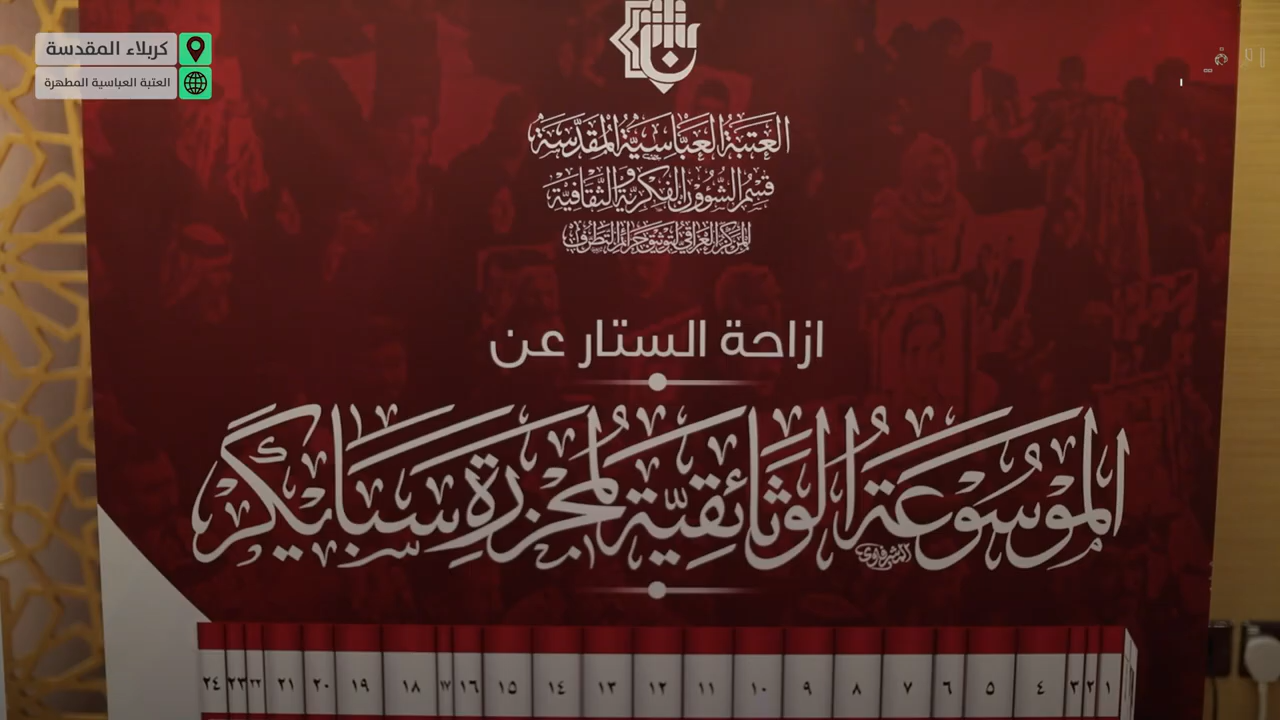 كربلاء المقدسة
العتبة العباسية المطهرة
العتبة العباسية المقدسة
قسم الشؤون الفكرية والثقافية
المركز العراقي لتوثيق جرائم التطرف
ازاحة الستار عن
الموسوعة الوثائقية لمجزرة سبايكر
١ ٢ ٣ ٤ ٥ ٦ ٧ ٨ ٩ ١٠ ١١ ١٢ ١٣ ١٤ ١٥ ١٦ ١٧ ١٨ ١٩ ٢٠ ٢١ ٢٢ ٢٣ ٢٤